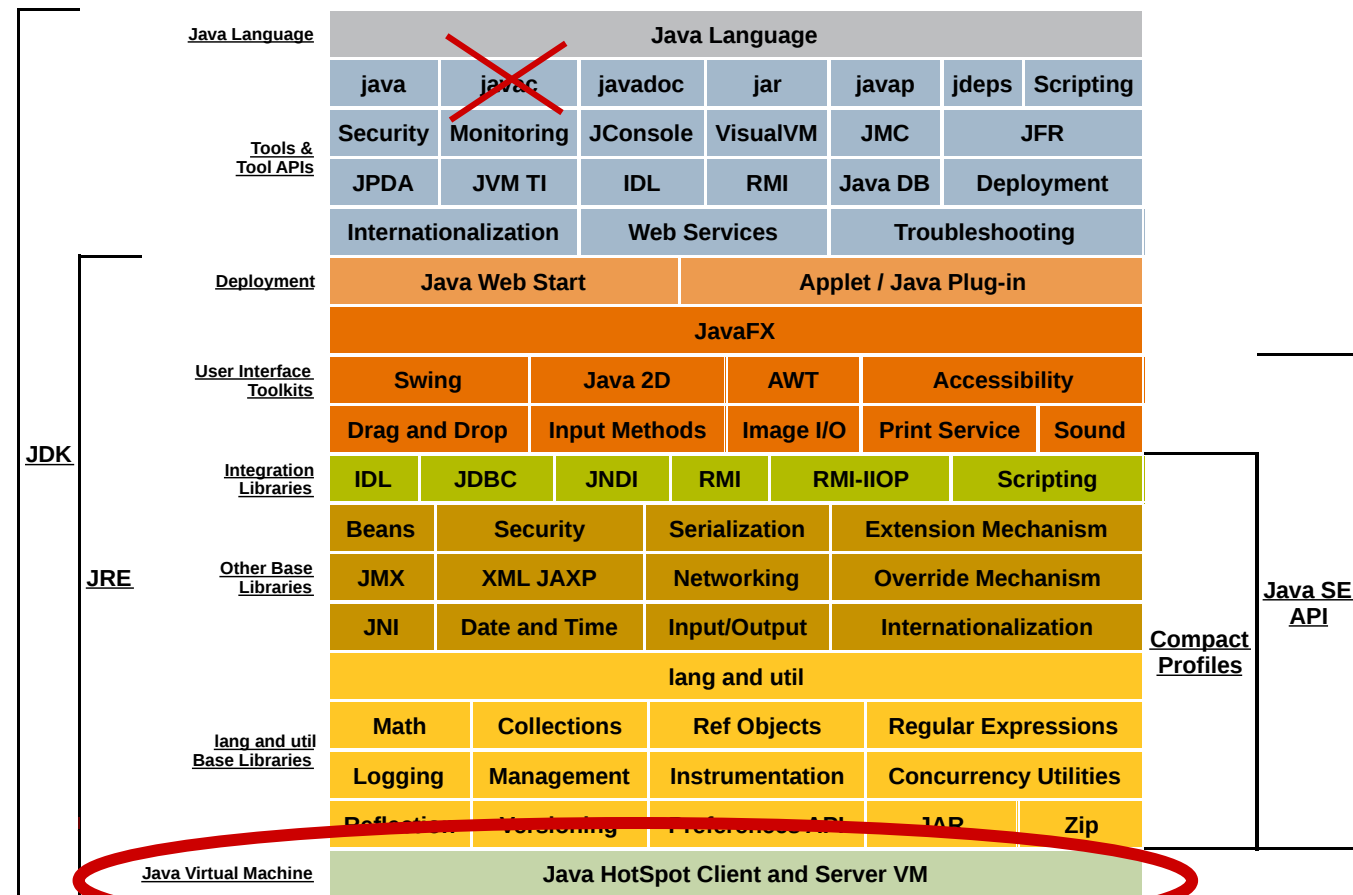 Java Language
Java Language
java javac javadoc jar javap jdeps Scripting
Tools &
Tool APIs
Security Monitoring JConsole VisualVM JMC JFR
JPDA JVM TI IDL RMI Java DB Deployment
Internationalization Web Services Troubleshooting
Deployment
Java Web Start Applet / Java Plug-in
JavaFX
User Interface
Toolkits
Swing Java 2D AWT Accessibility
Drag and Drop Input Methods Image I/O Print Service Sound
JDK
Integration
Libraries
IDL JDBC JNDI RMI RMI-IIOP Scripting
JRE
Other Base
Libraries
Beans Security Serialization Extension Mechanism
JMX XML JAXP Networking Override Mechanism
JNI Date and Time Input/Output Internationalization
Java SE
API
Compact
Profiles
lang and util
lang and util
Base Libraries
Math Collections Ref Objects Regular Expressions
Logging Management Instrumentation Concurrency Utilities
Reflection Versioning Preferences API JAR Zip
Java Virtual Machine
Java HotSpot Client and Server VM